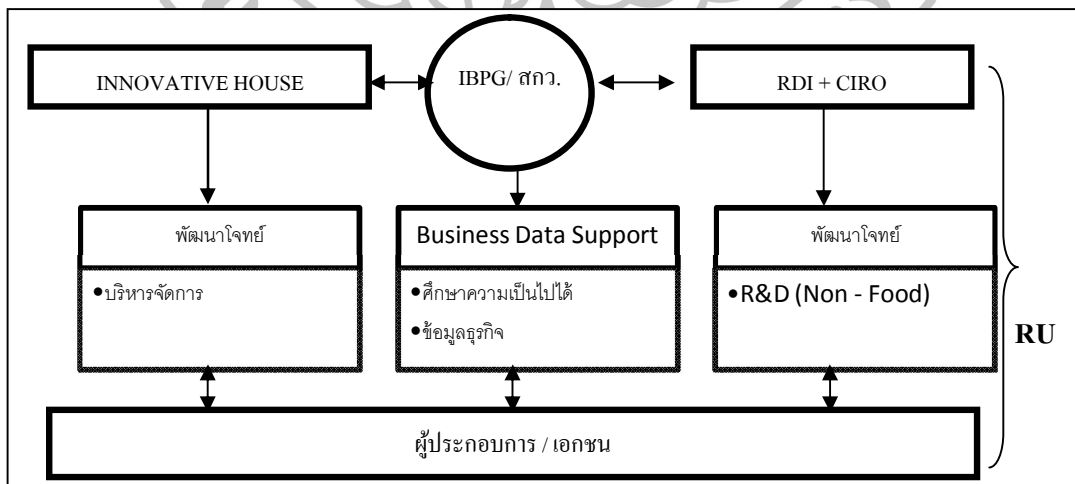 INNOVATIVE HOUSE
IBPG/ สกว.
RDI + CIRO
พัฒนาโจทย์
Business Data Support
พัฒนาโจทย์
•บริหารจัดการ
•ศึกษาความเป็นไปได้
•ข้อมูลธุรกิจ
•R&D (Non - Food)
RU
ผู้ประกอบการ / เอกชน